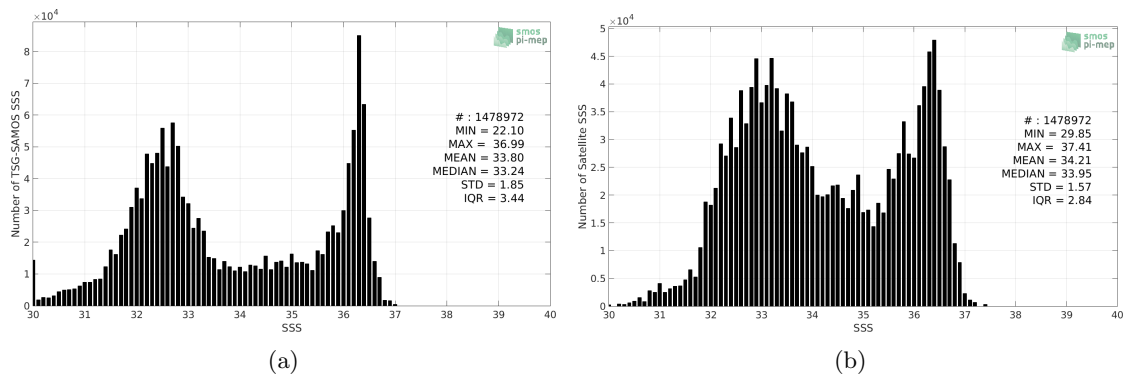 ×10⁴
8
7
6
5
4
3
2
1
0
Number of TSG-SAMOS SSS
30 31 32 33 34 35 36 37 38 39 40
SSS
smos
pi-mep
# : 1478972
MIN = 22.10
MAX = 36.99
MEAN = 33.80
MEDIAN = 33.24
STD = 1.85
IQR = 3.44
(a)
×10⁴
5
4.5
4
3.5
3
2.5
2
1.5
1
0.5
0
Number of Satellite SSS
30 31 32 33 34 35 36 37 38 39 40
SSS
smos
pi-mep
# : 1478972
MIN = 29.85
MAX = 37.41
MEAN = 34.21
MEDIAN = 33.95
STD = 1.57
IQR = 2.84
(b)